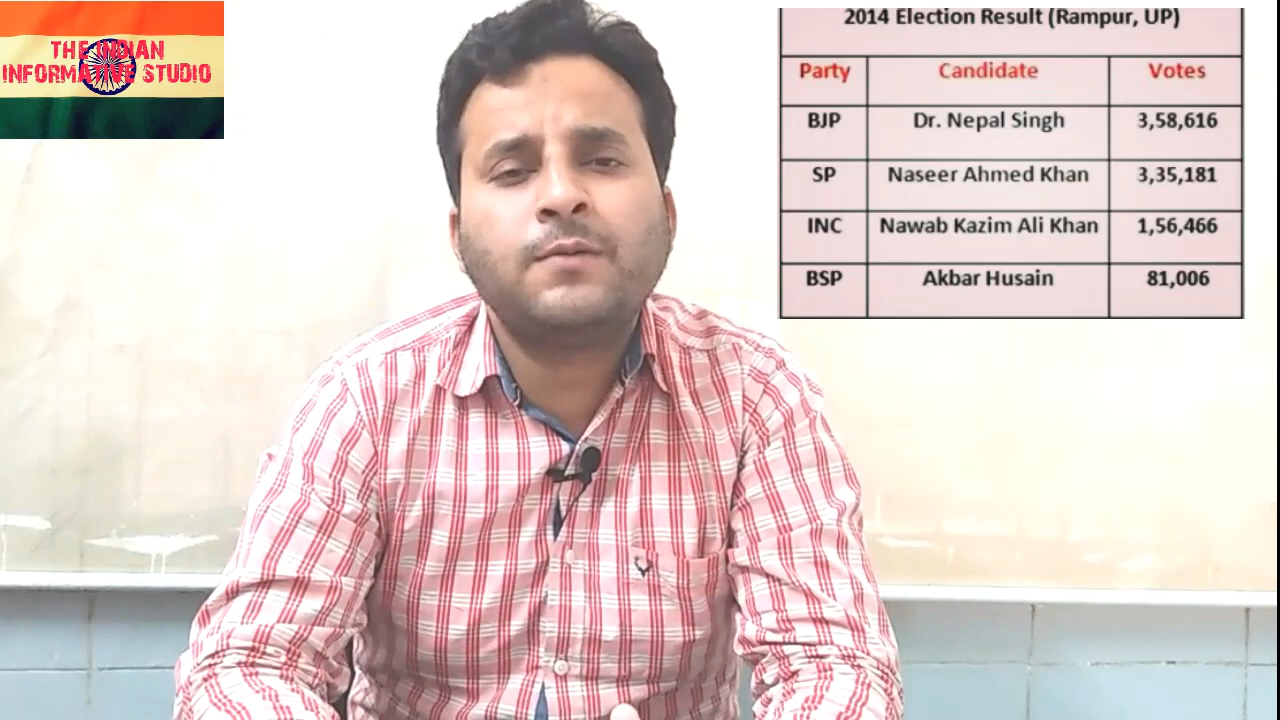 THE INDIAN
INFORMATIVE STUDIO
2014 Election Result (Rampur, UP)
Party Candidate Votes
BJP Dr. Nepal Singh 3,58,616
SP Naseer Ahmed Khan 3,35,181
INC Nawab Kazim Ali Khan 1,56,466
BSP Akbar Husain 81,006